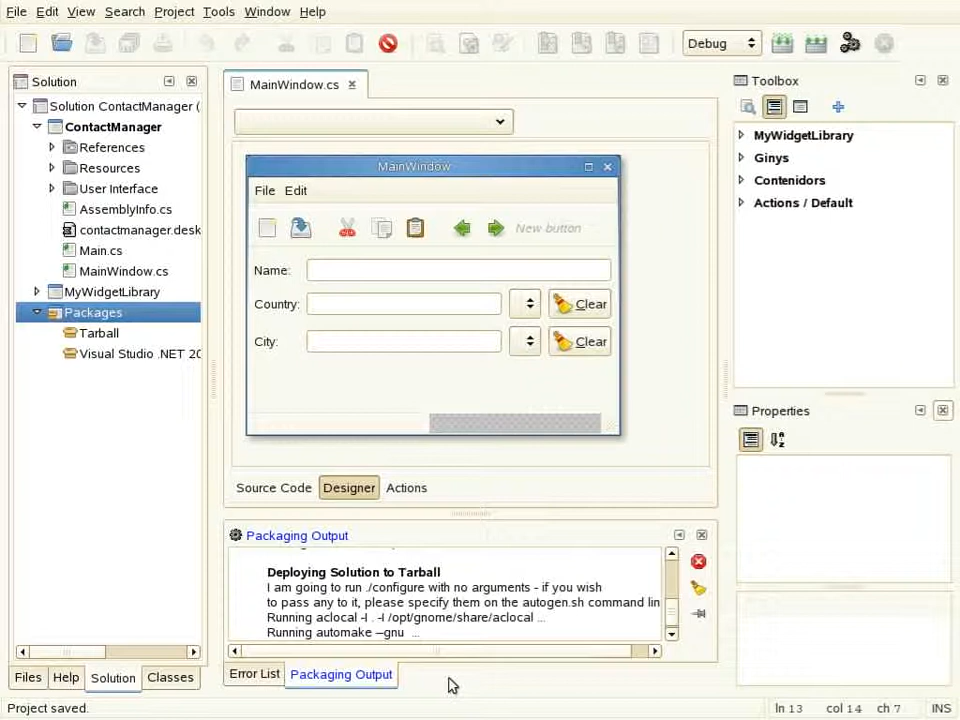 File Edit View Search Project Tools Window Help
Debug
Solution
Solution ContactManager (
ContactManager
References
Resources
User Interface
AssemblyInfo.cs
contactmanager.desk
Main.cs
MainWindow.cs
MyWidgetLibrary
Packages
Tarball
Visual Studio .NET 20
Files Help Solution Classes
MainWindow.cs
MainWindow
File Edit
New button
Name:
Country: Clear
City: Clear
Source Code Designer Actions
Packaging Output
Deploying Solution to Tarball
I am going to run ./configure with no arguments - if you wish
to pass any to it, please specify them on the autogen.sh command lin
Running aclocal -I . -I /opt/gnome/share/aclocal ...
Running automake --gnu ...
Error List Packaging Output
Toolbox
MyWidgetLibrary
Ginys
Contenidors
Actions / Default
Properties
Project saved. ln 13 col 14 ch 7 INS